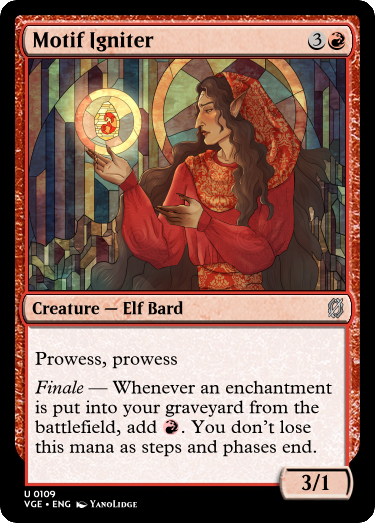 Motif Igniter 3
Creature — Elf Bard
Prowess, prowess
Finale — Whenever an enchantment
is put into your graveyard from the
battlefield, add . You don't lose
this mana as steps and phases end.
3/1
U 0109
VGE • ENG YanoLidge